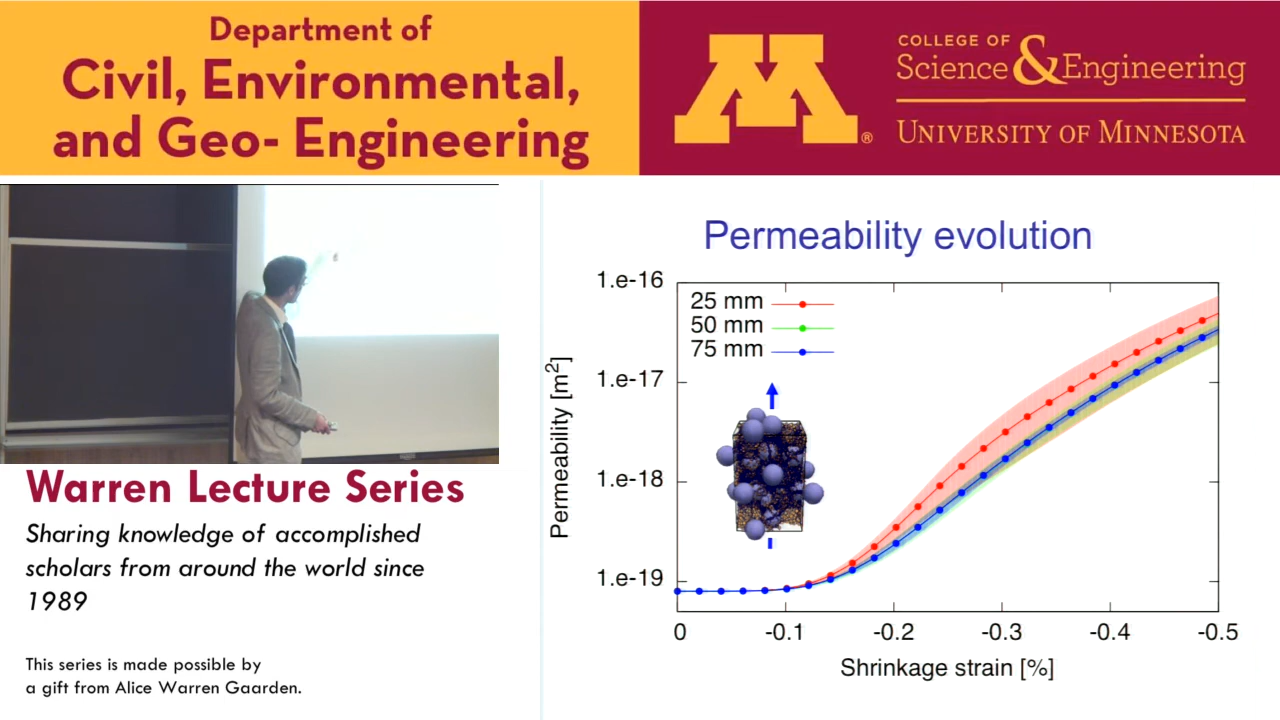 Department of
Civil, Environmental,
and Geo- Engineering
COLLEGE OF
Science & Engineering
UNIVERSITY OF MINNESOTA
M
®
Warren Lecture Series
Sharing knowledge of accomplished
scholars from around the world since
1989
This series is made possible by
a gift from Alice Warren Gaarden.
Permeability evolution
1.e-16
1.e-17
1.e-18
1.e-19
Permeability [m²]
25 mm
50 mm
75 mm
0 -0.1 -0.2 -0.3 -0.4 -0.5
Shrinkage strain [%]